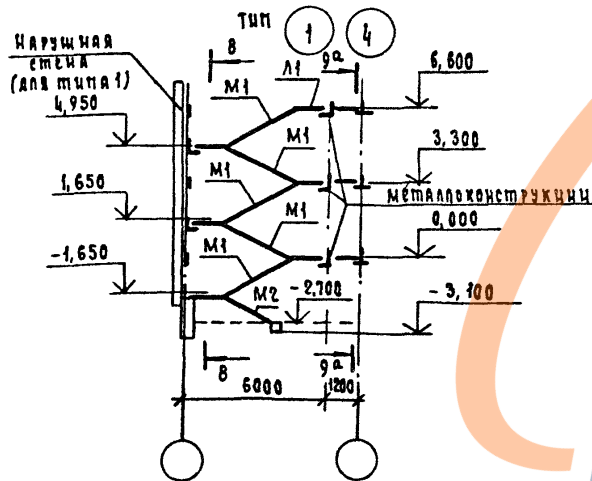 ТИП 1 4
НАРУЖНАЯ
СТЕНА
(ДЛЯ ТИПА 1)
8
9а
М1
Л1
6,600
4,950
М1
3,300
М1
МЕТАЛЛОКОНСТРУКЦИИ
1,650
М1
0,000
-1,650
М1
М2
-2,700
-3,100
8
9а
6000
1200